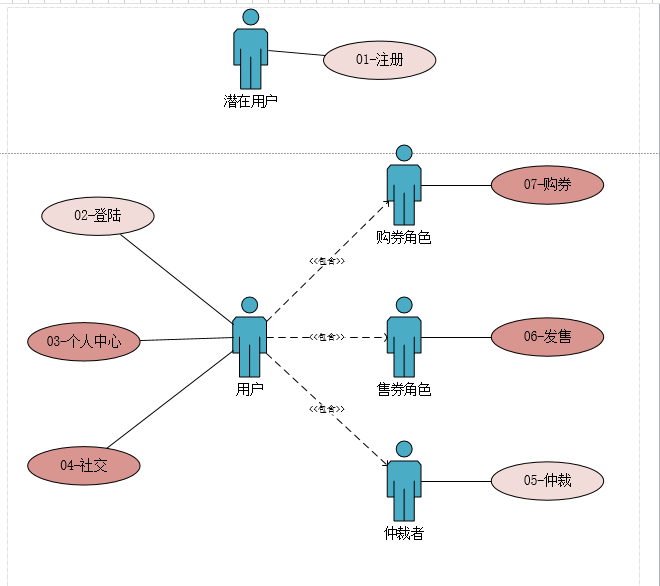 01-注册
潜在用户
07-购券
02-登陆
购券角色
<<包含>>
03-个人中心
用户
<<包含>>
06-发售
售券角色
<<包含>>
04-社交
05-仲裁
仲裁者